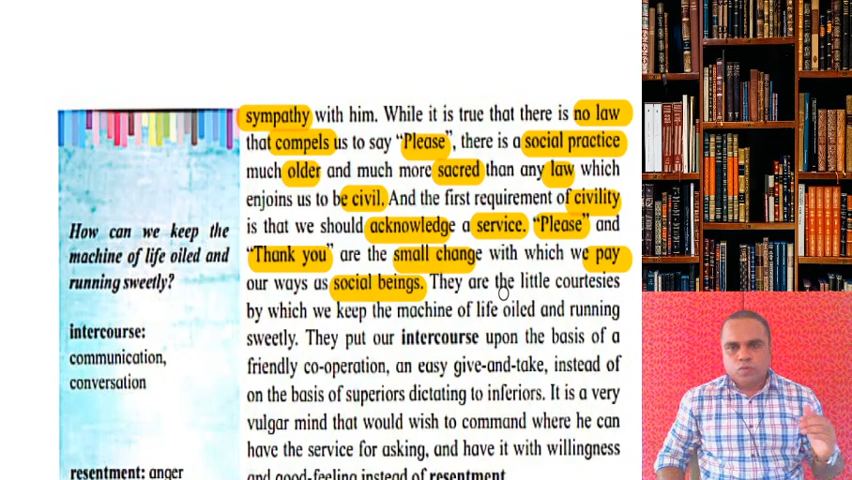 sympathy with him. While it is true that there is no law
that compels us to say “Please”, there is a social practice
much older and much more sacred than any law which
enjoins us to be civil. And the first requirement of civility
is that we should acknowledge a service. “Please” and
“Thank you” are the small change with which we pay
our ways as social beings. They are the little courtesies
by which we keep the machine of life oiled and running
sweetly. They put our intercourse upon the basis of a
friendly co-operation, an easy give-and-take, instead of
on the basis of superiors dictating to inferiors. It is a very
vulgar mind that would wish to command where he can
have the service for asking, and have it with willingness
and good-feeling instead of resentment.
How can we keep the
machine of life oiled and
running sweetly?
intercourse:
communication,
conversation
resentment: anger